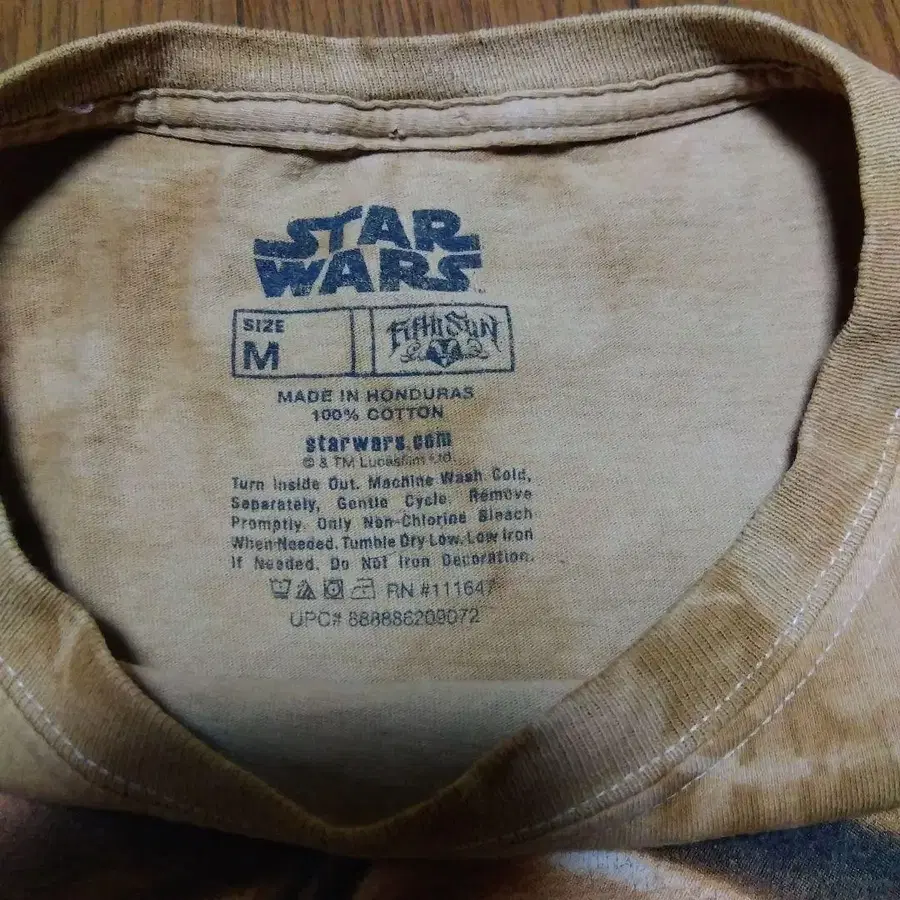 STAR
WARS
SIZE
M
FifthSun
MADE IN HONDURAS
100% COTTON
starwars.com
© & TM Lucasfilm Ltd.
Turn Inside Out. Machine Wash Cold,
Separately, Gentle Cycle. Remove
Promptly. Only Non-Chlorine Bleach
When Needed. Tumble Dry Low. Low Iron
If Needed. Do Not Iron Decoration.
RN #111647
UPC# 888886209072